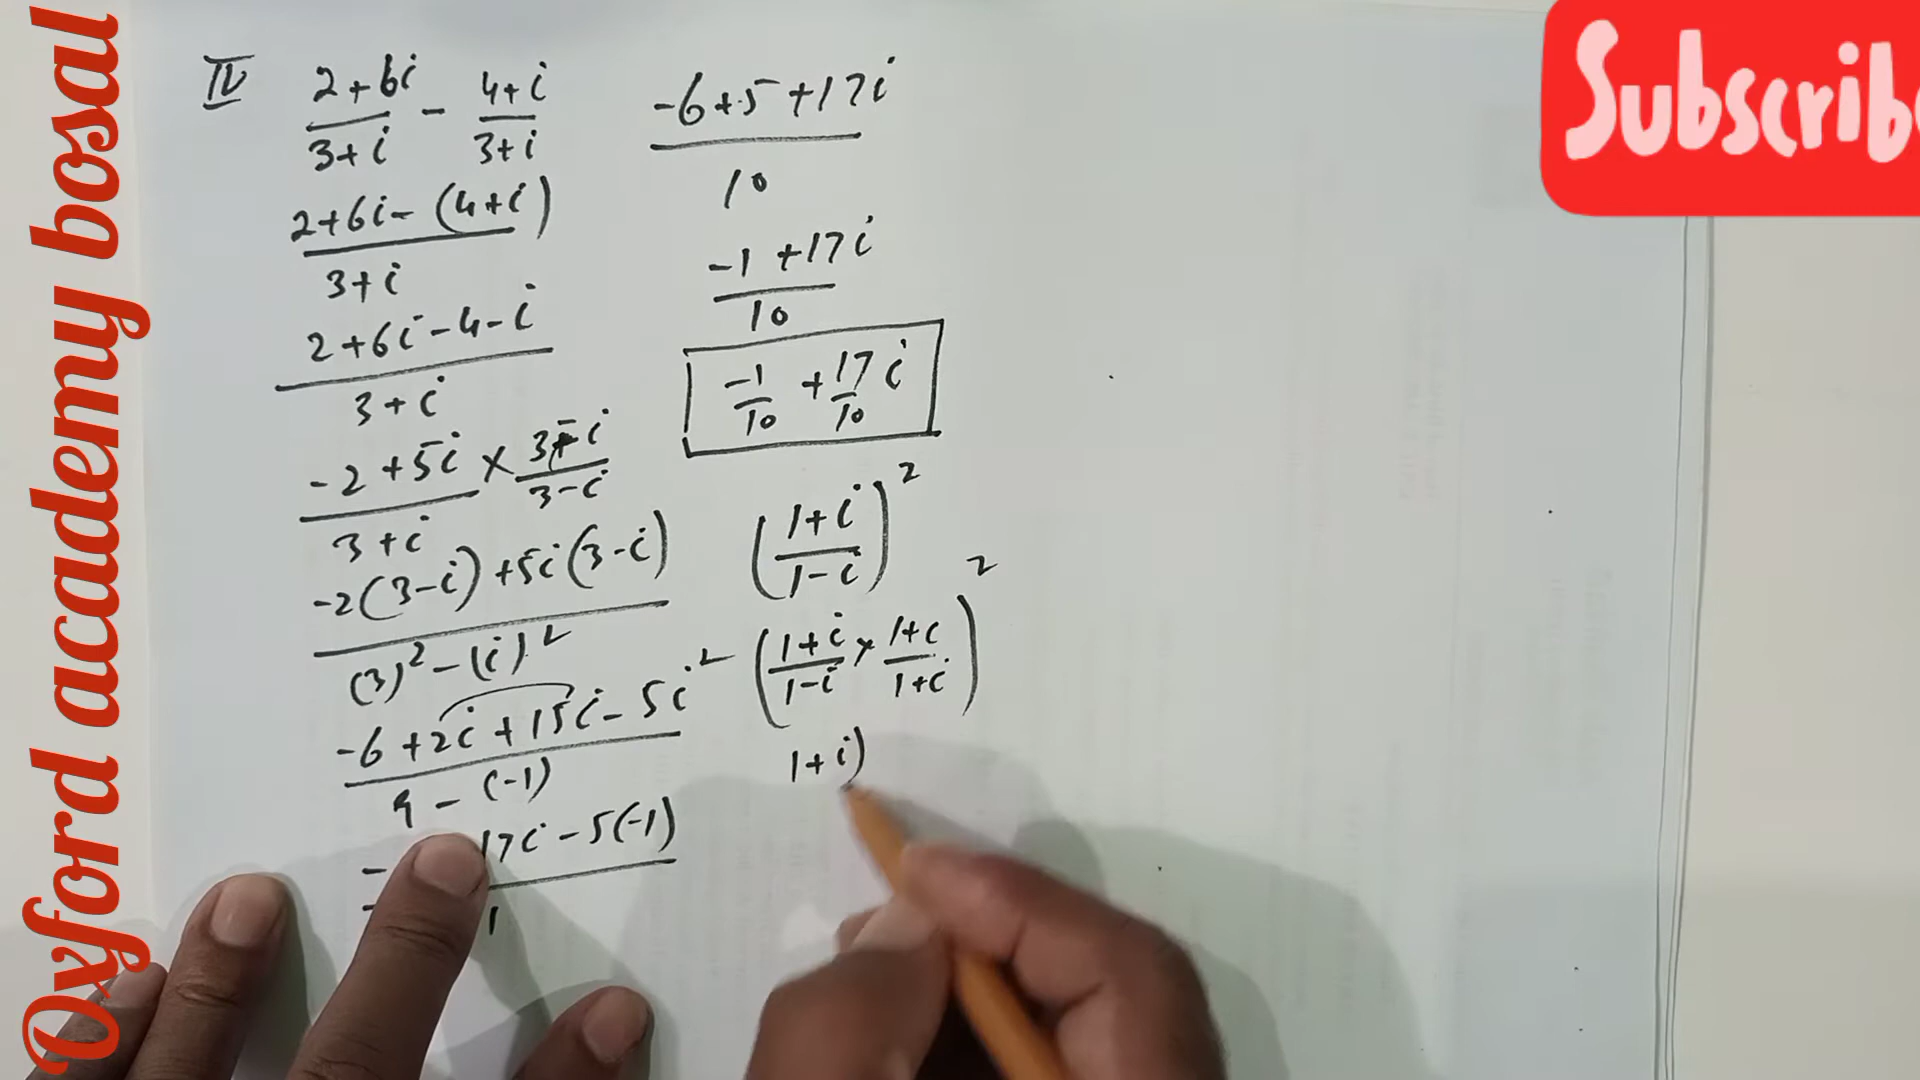 Oxford academy bosal
Subscrib
IV 2+6i/3+i - 4+i/3+i
2+6i-(4+i)/3+i
2+6i-4-i/3+i
-2+5i/3+i × 3-i/3-i
-2(3-i)+5i(3-i)/(3)²-(i)²
-6+2i+15i-5i²/9-(-1)
17i-5(-1)
-6+5+17i/10
-1+17i/10
-1/10+17/10i
(1+i/1-i)²
(1+i/1-i × 1+i/1+i)²
1+i)